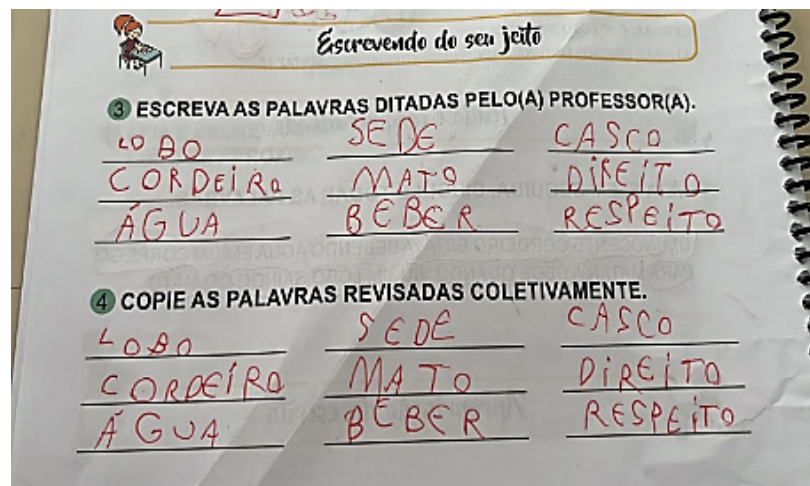 Escrevendo do seu jeito
3 ESCREVA AS PALAVRAS DITADAS PELO(A) PROFESSOR(A).
LOBO SEDE CASCO
CORDEIRO MATO DIREITO
ÁGUA BEBER RESPEITO
4 COPIE AS PALAVRAS REVISADAS COLETIVAMENTE.
LOBO SEDE CASCO
CORDEIRO MATO DIREITO
ÁGUA BEBER RESPEITO